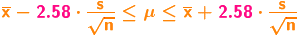 x̅ − 2.58 · s/√n ≤ μ ≤ x̅ + 2.58 · s/√n